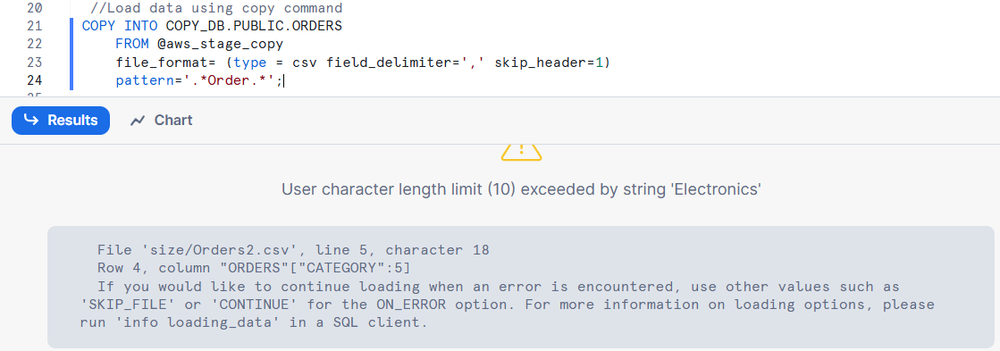 20 //Load data using copy command
21 COPY INTO COPY_DB.PUBLIC.ORDERS
22 FROM @aws_stage_copy
23 file_format= (type = csv field_delimiter=',' skip_header=1)
24 pattern='.*Order.*';
Results Chart
User character length limit (10) exceeded by string 'Electronics'
File 'size/Orders2.csv', line 5, character 18
Row 4, column "ORDERS"["CATEGORY":5]
If you would like to continue loading when an error is encountered, use other values such as
'SKIP_FILE' or 'CONTINUE' for the ON_ERROR option. For more information on loading options, please
run 'info loading_data' in a SQL client.